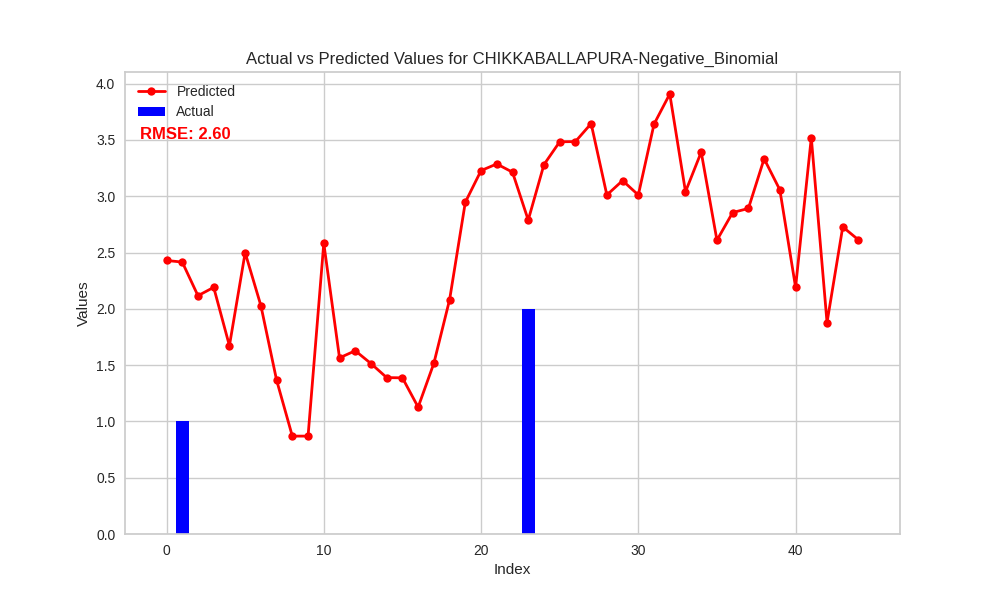 Actual vs Predicted Values for CHIKKABALLAPURA-Negative_Binomial
Predicted
Actual
RMSE: 2.60
4.0
3.5
3.0
2.5
2.0
1.5
1.0
0.5
0.0
Values
0 10 20 30 40
Index